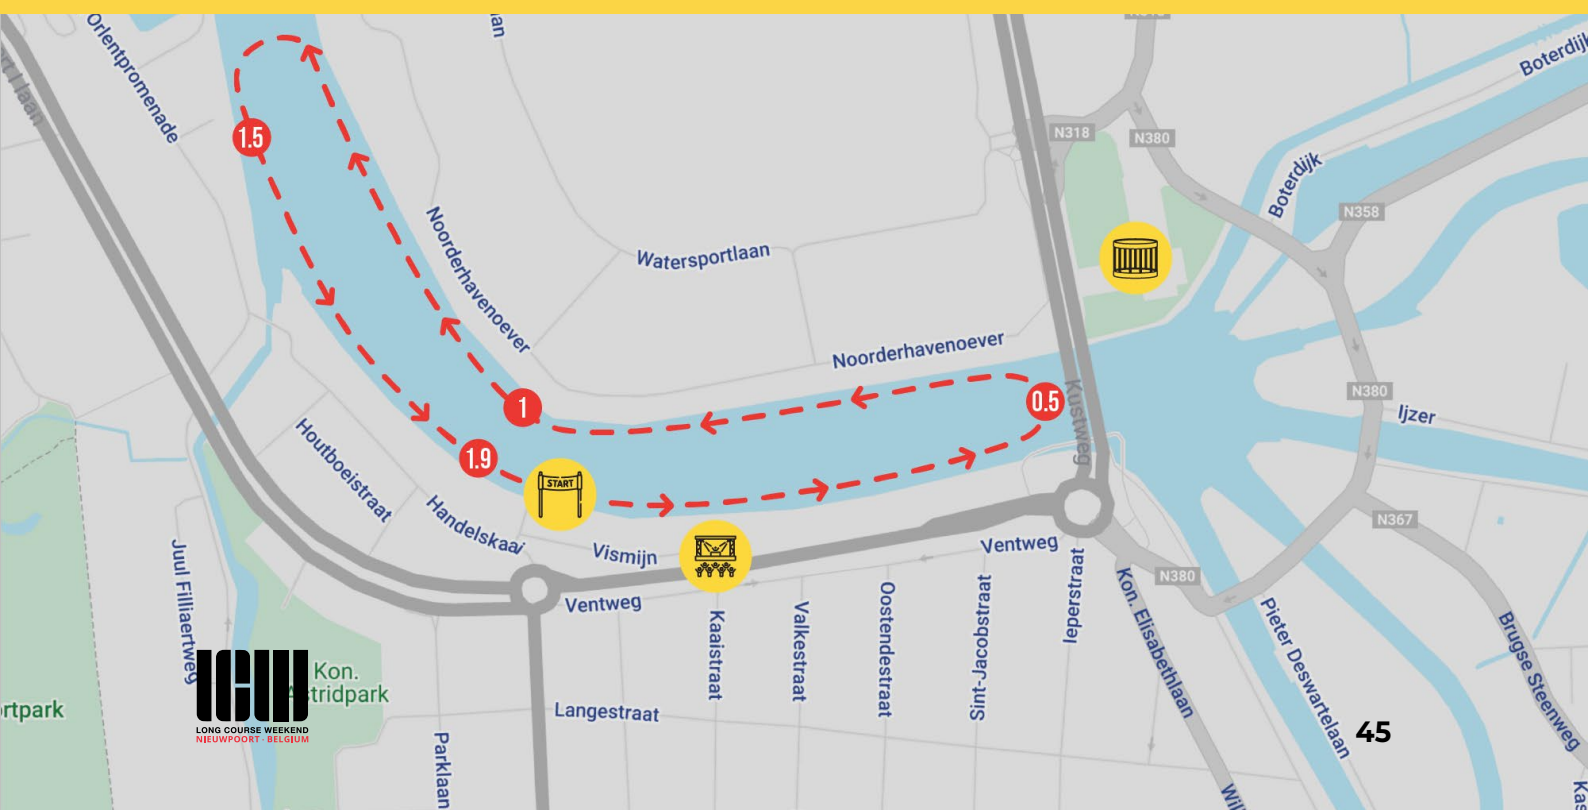 Orientpromenade
N380
Boterdijk
N318
Boterdijk
N358
1.5
Noorderhavenoever
Watersportlaan
Noorderhavenoever
0.5
Kustweg
1
N380
Ijzer
1.9
START
Houtboeistraat
Handelskaai
Vismijn
Ventweg
N367
Ventweg
N380
Juul Filliaertweg
Kaaistraat
Valkestraat
Oostendestraat
Sint-Jacobstraat
Ieperstraat
Kon. Elisabethlaan
Pieter Deswartelaan
Brugse Steenweg
LCW
LONG COURSE WEEKEND
NIEUWPOORT · BELGIUM
Kon.
Astridpark
rtpark
Langestraat
Parklaan
45